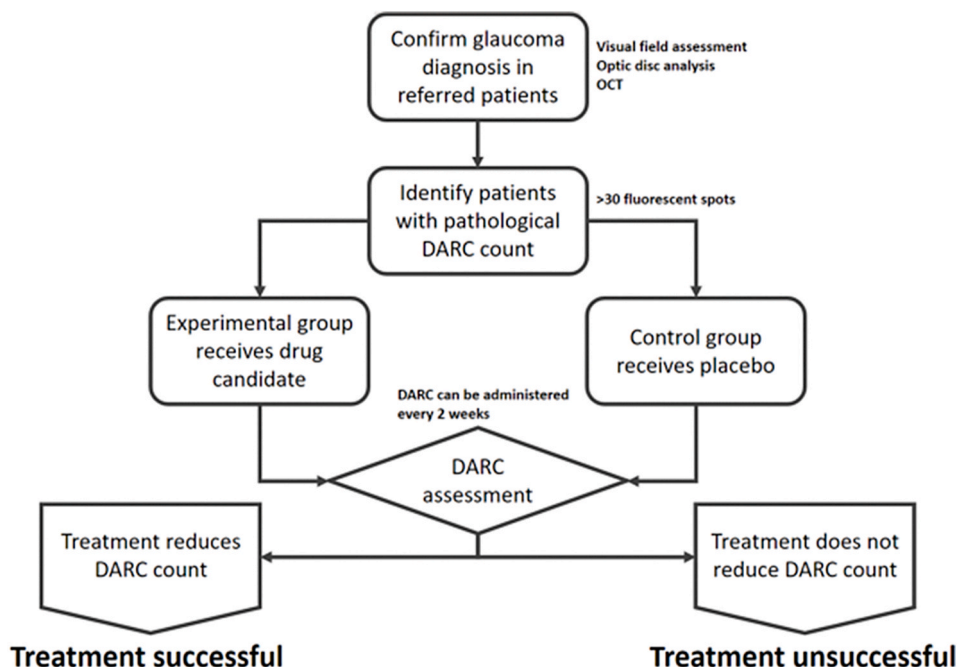 Confirm glaucoma
diagnosis in
referred patients
Visual field assessment
Optic disc analysis
OCT
Identify patients
with pathological
DARC count
>30 fluorescent spots
Experimental group
receives drug
candidate
Control group
receives placebo
DARC can be administered
every 2 weeks
DARC
assessment
Treatment reduces
DARC count
Treatment does not
reduce DARC count
Treatment successful
Treatment unsuccessful